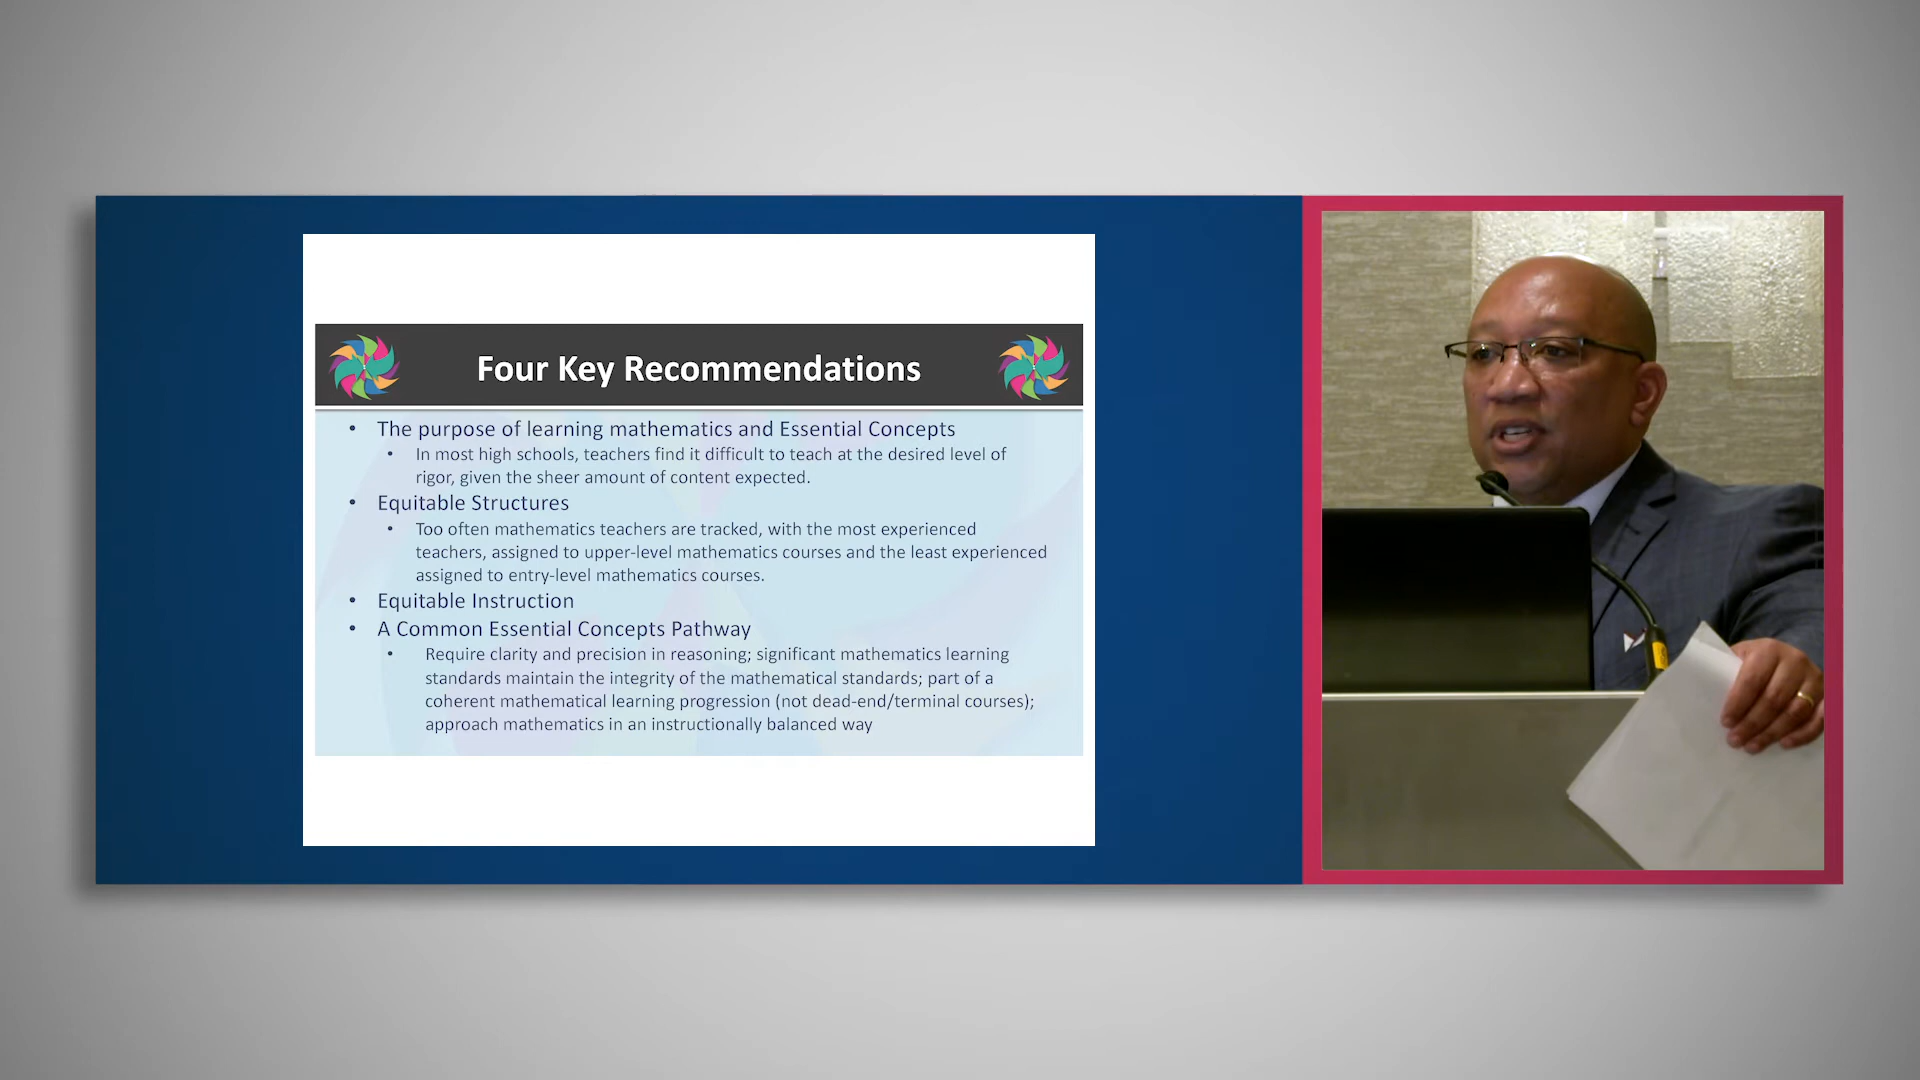 Four Key Recommendations
• The purpose of learning mathematics and Essential Concepts
• In most high schools, teachers find it difficult to teach at the desired level of
rigor, given the sheer amount of content expected.
• Equitable Structures
• Too often mathematics teachers are tracked, with the most experienced
teachers, assigned to upper-level mathematics courses and the least experienced
assigned to entry-level mathematics courses.
• Equitable Instruction
• A Common Essential Concepts Pathway
• Require clarity and precision in reasoning; significant mathematics learning
standards maintain the integrity of the mathematical standards; part of a
coherent mathematical learning progression (not dead-end/terminal courses);
approach mathematics in an instructionally balanced way